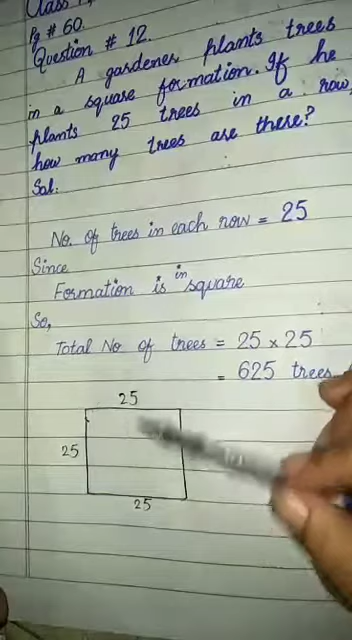 Class
Pg # 60.
Question # 12.
A gardener plants trees
in a square formation. If he
plants 25 trees in a row,
how many trees are there?
Sol:
No. of trees in each row = 25
Since
Formation is in square
So,
Total No of trees = 25 × 25
= 625 trees
25
25
25